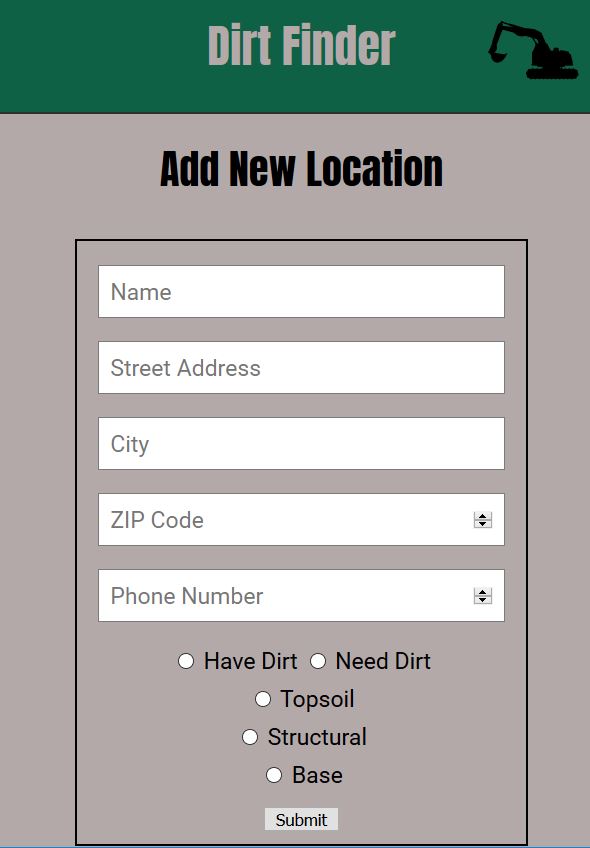 Dirt Finder
Add New Location
Name
Street Address
City
ZIP Code
Phone Number
Have Dirt Need Dirt
Topsoil
Structural
Base
Submit